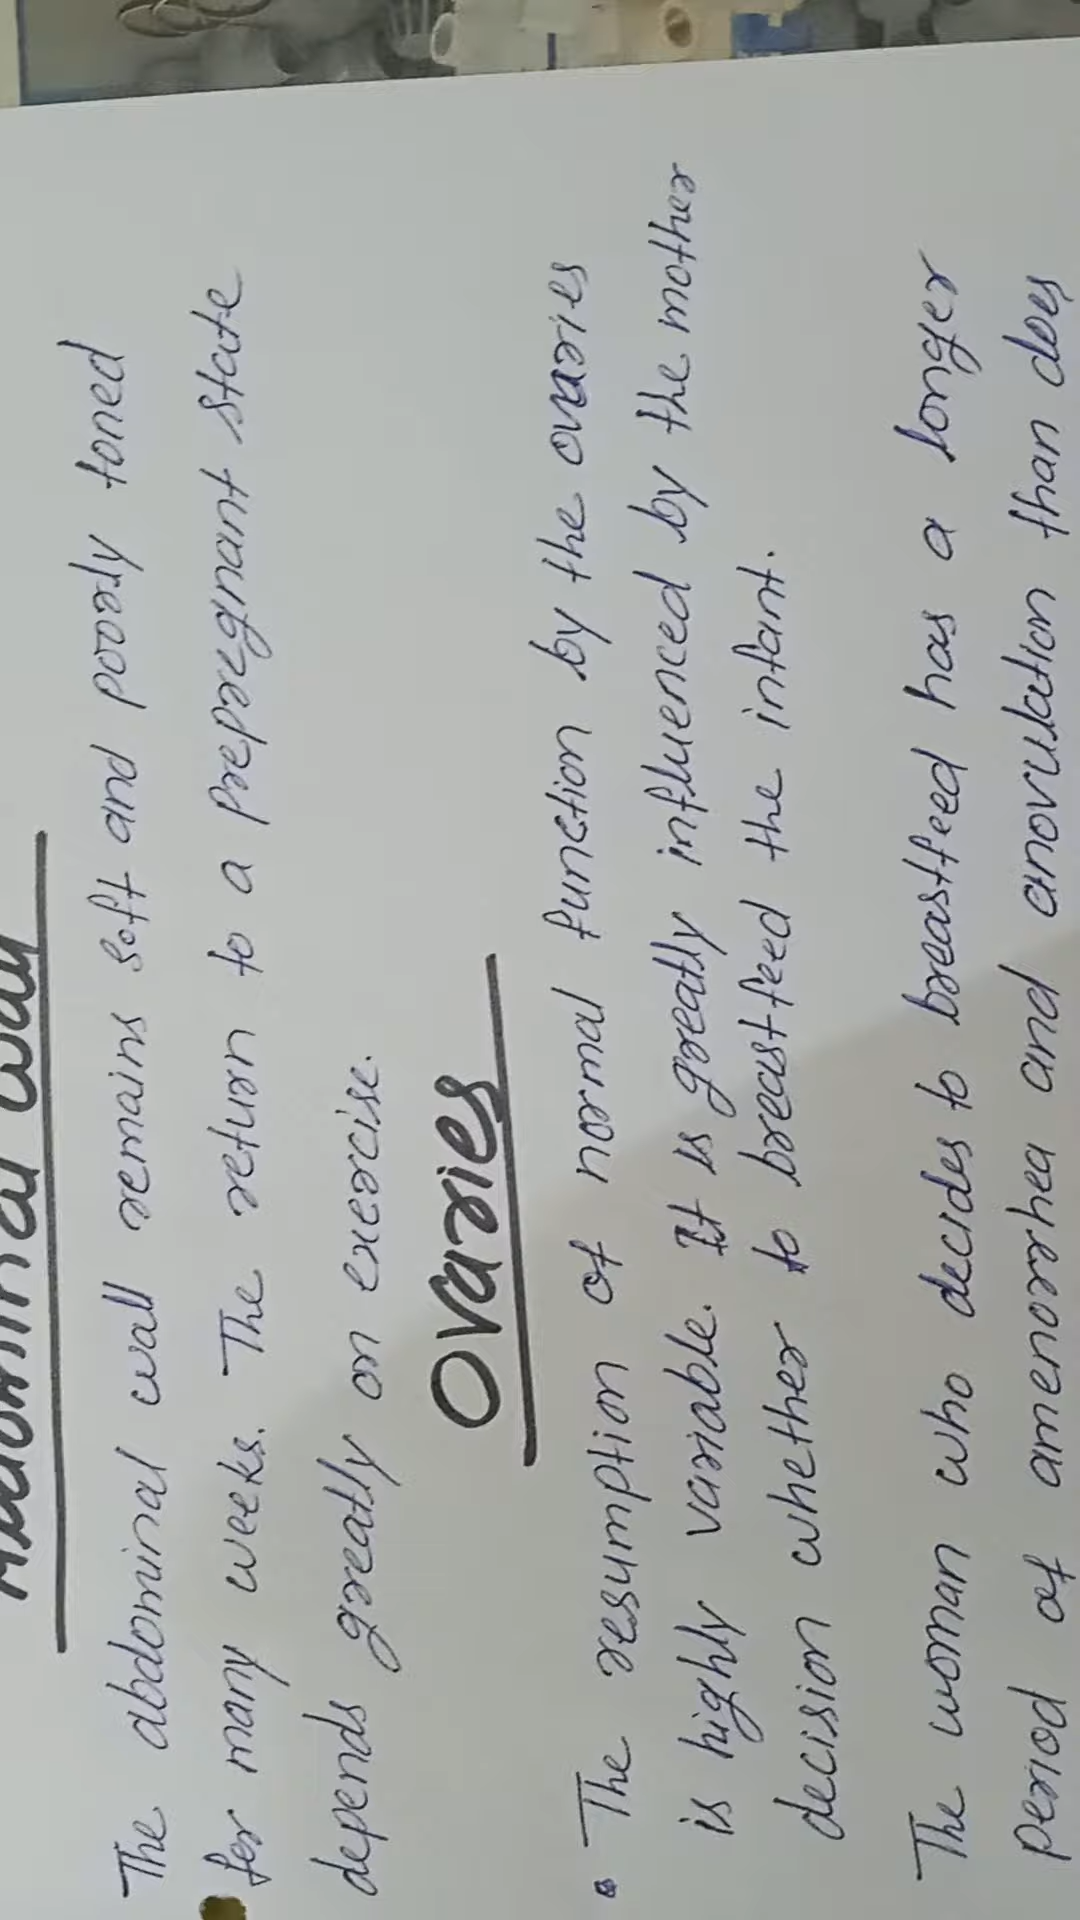 Abdominal wall
The abdominal wall remains soft and poorly toned
for many weeks. The return to a prepregnant state
depends greatly on exercise.
Ovaries
• The resumption of normal function by the ovaries
is highly variable. It is greatly influenced by the mother
decision whether to breastfeed the infant.
The woman who decides to breastfeed has a longer
period of amenorrhea and anovulation than does